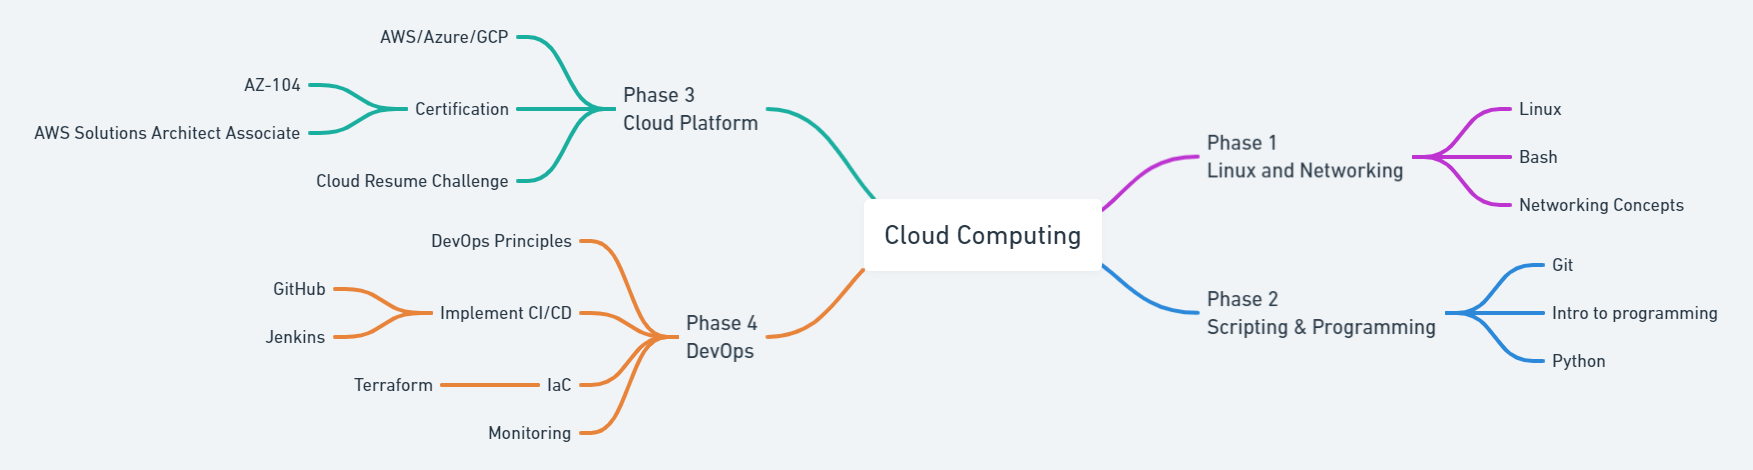 Cloud Computing
Phase 1
Linux and Networking
Linux
Bash
Networking Concepts
Phase 2
Scripting & Programming
Git
Intro to programming
Python
Phase 3
Cloud Platform
AWS/Azure/GCP
Certification
AZ-104
AWS Solutions Architect Associate
Cloud Resume Challenge
Phase 4
DevOps
DevOps Principles
Implement CI/CD
GitHub
Jenkins
IaC
Terraform
Monitoring